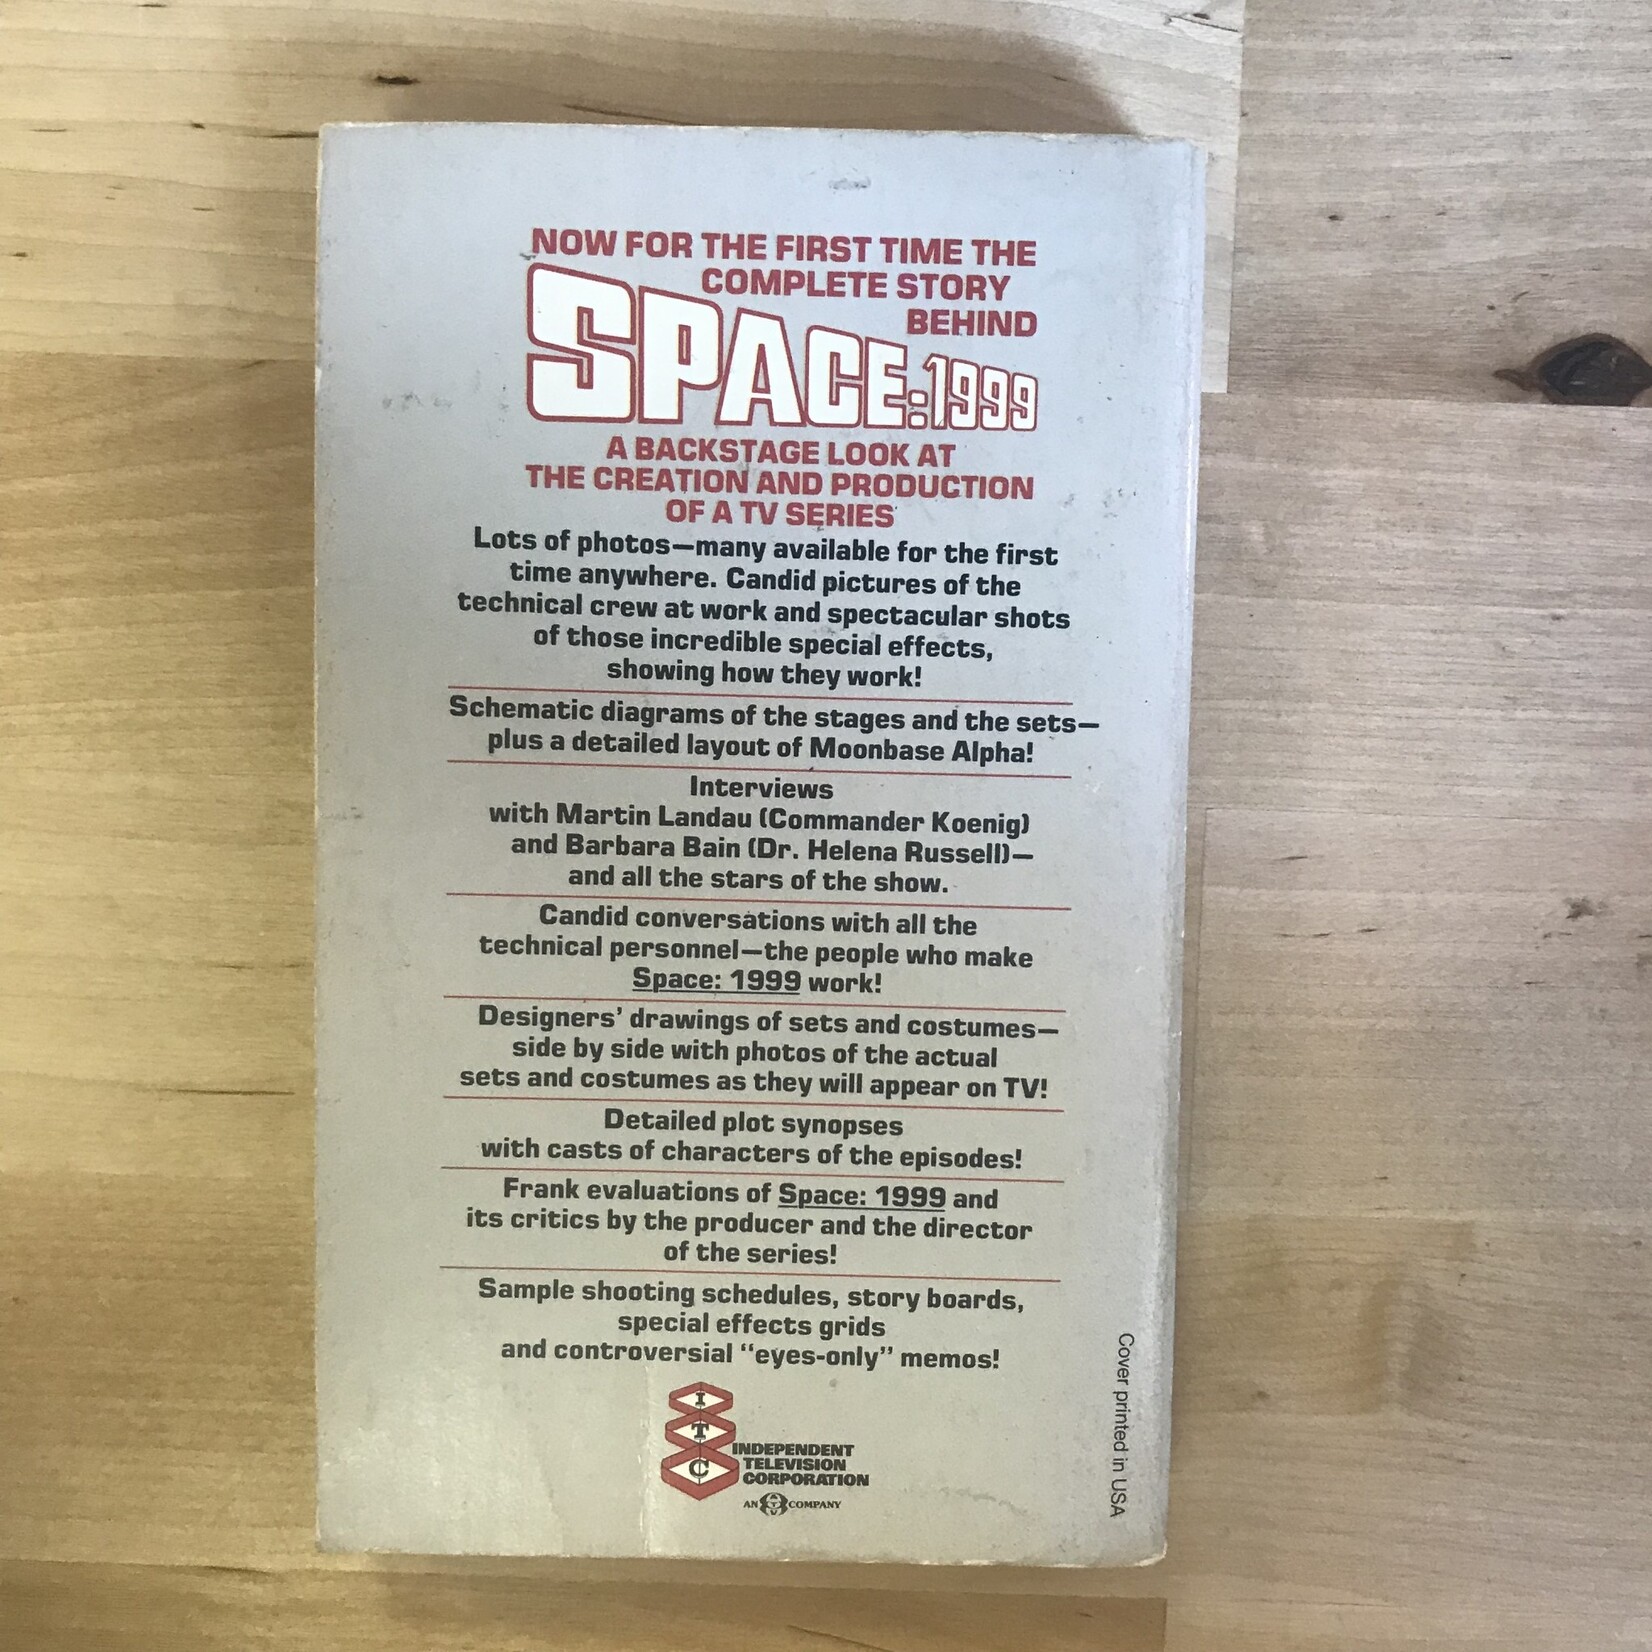 NOW FOR THE FIRST TIME THE
COMPLETE STORY
BEHIND
SPACE:1999
A BACKSTAGE LOOK AT
THE CREATION AND PRODUCTION
OF A TV SERIES
Lots of photos—many available for the first
time anywhere. Candid pictures of the
technical crew at work and spectacular shots
of those incredible special effects,
showing how they work!
Schematic diagrams of the stages and the sets—
plus a detailed layout of Moonbase Alpha!
Interviews
with Martin Landau (Commander Koenig)
and Barbara Bain (Dr. Helena Russell)—
and all the stars of the show.
Candid conversations with all the
technical personnel—the people who make
Space: 1999 work!
Designers' drawings of sets and costumes—
side by side with photos of the actual
sets and costumes as they will appear on TV!
Detailed plot synopses
with casts of characters of the episodes!
Frank evaluations of Space: 1999 and
its critics by the producer and the director
of the series!
Sample shooting schedules, story boards,
special effects grids
and controversial “eyes-only” memos!
I
T
C
INDEPENDENT
TELEVISION
CORPORATION
AN ATV COMPANY
Cover printed in USA